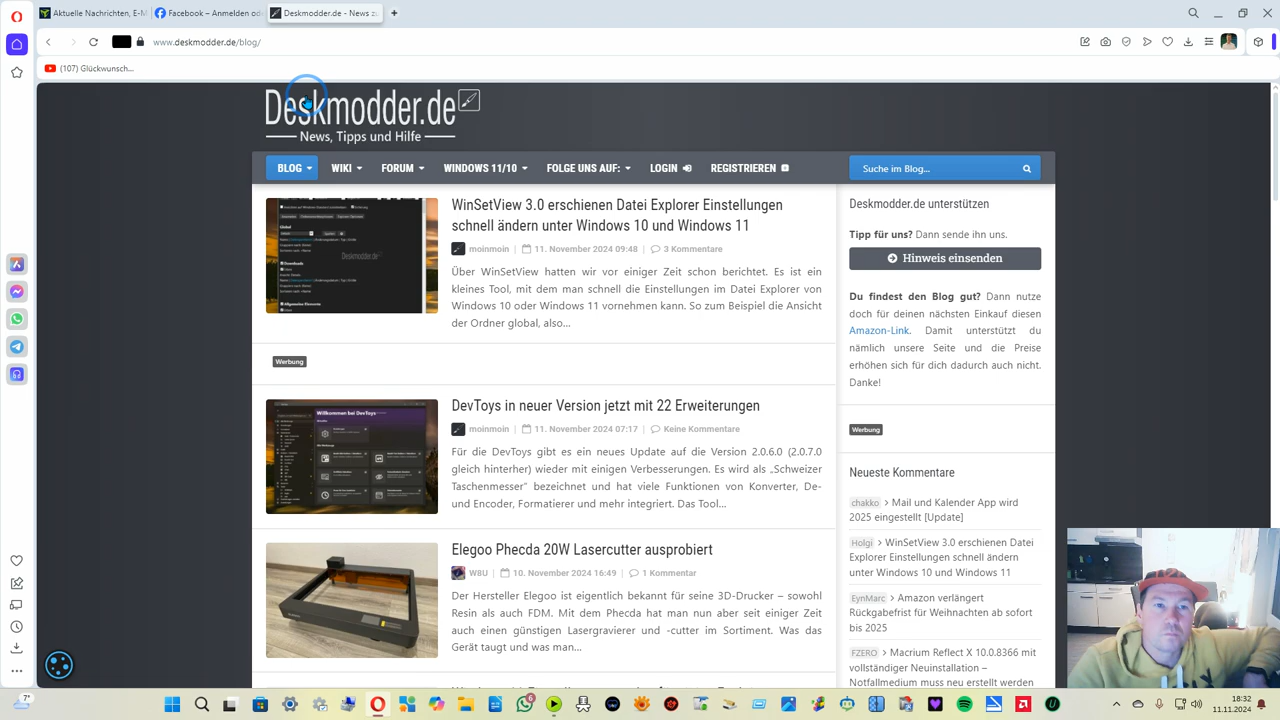 Aktuelle Nachrichten, E-M
Facebook – Anmelden ode
Deskmodder.de - News zu
www.deskmodder.de/blog/
(107) Glückwunsch...
Deskmodder.de
News, Tipps und Hilfe
BLOG WIKI FORUM WINDOWS 11/10 FOLGE UNS AUF: LOGIN REGISTRIEREN
Suche im Blog...
WinSetView 3.0 erschienen Datei Explorer Einstellungen
schnell ändern unter Windows 10 und Windows 11
moinmoin | 11. November 2024 09:48 | 3 Kommentare
Über WinSetView hatten wir vor einiger Zeit schon berichtet. Ein
kleines Tool, mit dem man schnell die Einstellungen im Datei Explorer von
Windows 10 oder Windows 11 vornehmen kann. So zum Beispiel die Ansicht
der Ordner global, also...
Werbung
DevToys in neuer Version jetzt mit 22 Erweiterungen
moinmoin | 11. November 2024 07:17 | Keine Kommentare
Für die DevToys gab es ein neues Update auf die Version 2.0.6.0 (2.0.7.0
gleich hinterher) wieder mit einigen Verbesserungen. Es wird als „Schweizer
Taschenmesser“ bezeichnet und hat viele Funktionen von Konverter, De-
und Encoder, Formatierer und mehr integriert. Das Tool...
Elegoo Phecda 20W Lasercutter ausprobiert
W8U | 10. November 2024 16:49 | 1 Kommentar
Der Hersteller Elegoo ist eigentlich bekannt für seine 3D-Drucker – sowohl
Resin als auch FDM. Mit dem Phecda hat man nun aber seit einiger Zeit
auch einen günstigen Lasergravierer und -cutter im Sortiment. Was das
Gerät taugt und was man...
Deskmodder.de unterstützen
Tipp für uns? Dann sende ihn uns.
Hinweis einsenden
Du findest den Blog gut? Dann nutze
doch für deinen nächsten Einkauf diesen
Amazon-Link. Damit unterstützt du
nämlich unsere Seite und die Preise
erhöhen sich für dich dadurch auch nicht.
Danke!
Werbung
Neueste Kommentare
chakko > Mail und Kalender App wird
2025 eingestellt [Update]
Holgi > WinSetView 3.0 erschienen Datei
Explorer Einstellungen schnell ändern
unter Windows 10 und Windows 11
EynMarc > Amazon verlängert
Rückgabefrist für Weihnachten ab sofort
bis 2025
FZERO > Macrium Reflect X 10.0.8366 mit
vollständiger Neuinstallation –
Notfallmedium muss neu erstellt werden
7°
18:32
11.11.2024